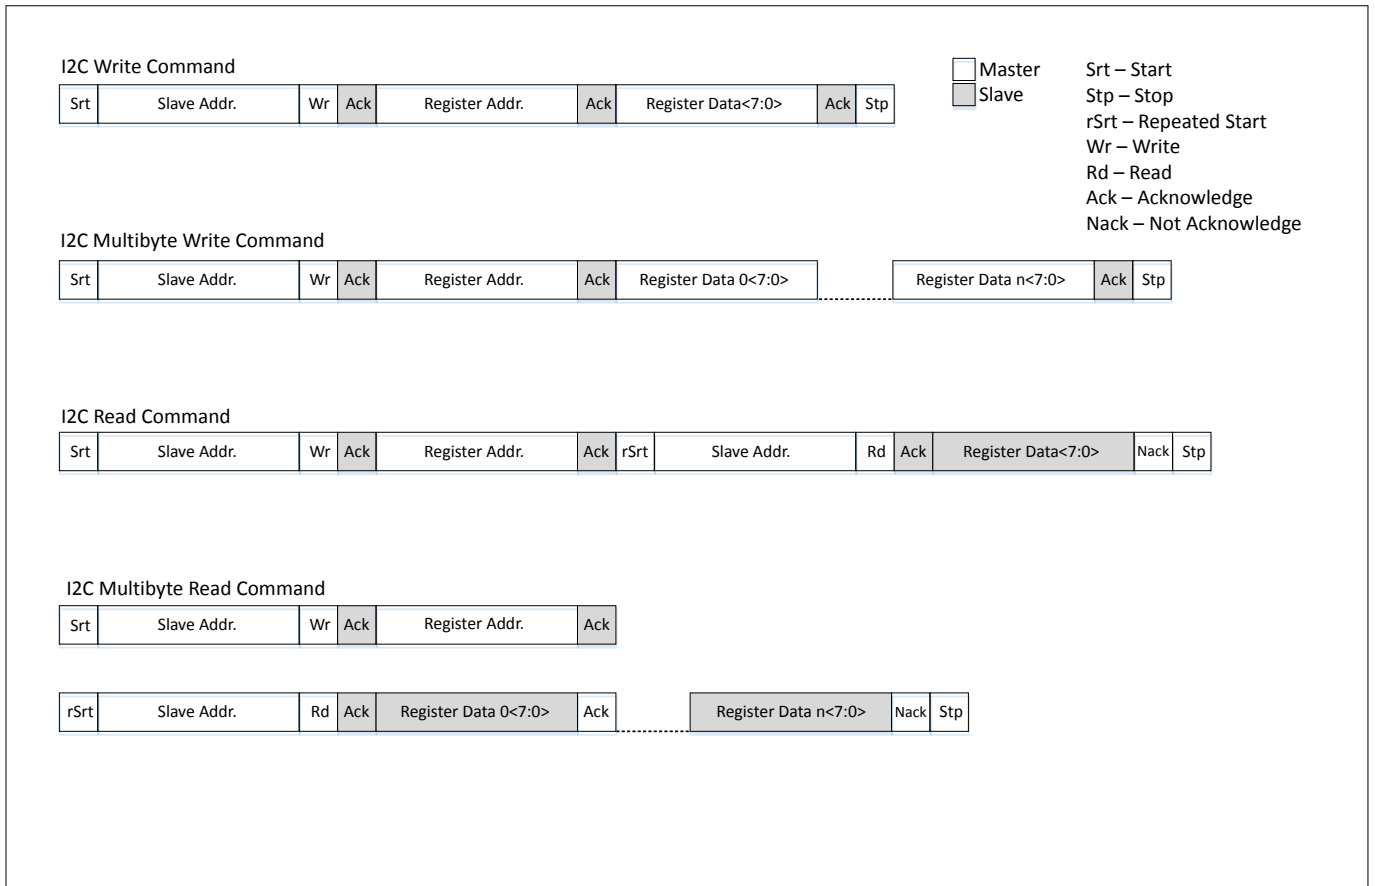 I2C Write Command
Srt Slave Addr. Wr Ack Register Addr. Ack Register Data<7:0> Ack Stp
Master
Slave
Srt – Start
Stp – Stop
rSrt – Repeated Start
Wr – Write
Rd – Read
Ack – Acknowledge
Nack – Not Acknowledge
I2C Multibyte Write Command
Srt Slave Addr. Wr Ack Register Addr. Ack Register Data 0<7:0> Register Data n<7:0> Ack Stp
I2C Read Command
Srt Slave Addr. Wr Ack Register Addr. Ack rSrt Slave Addr. Rd Ack Register Data<7:0> Nack Stp
I2C Multibyte Read Command
Srt Slave Addr. Wr Ack Register Addr. Ack
rSrt Slave Addr. Rd Ack Register Data 0<7:0> Ack Register Data n<7:0> Nack Stp